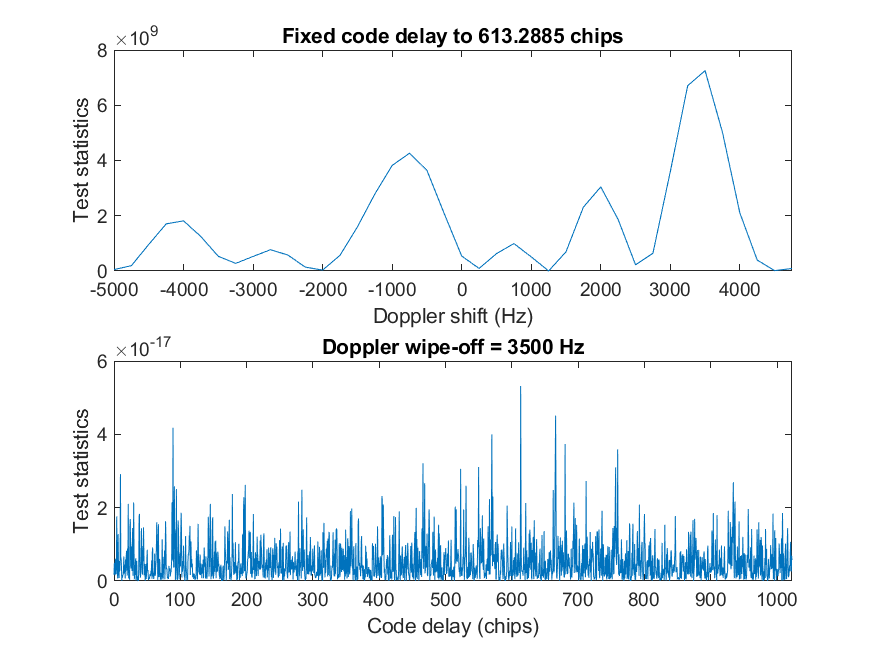 ×10^9
Fixed code delay to 613.2885 chips
8
6
4
2
0
Test statistics
-5000 -4000 -3000 -2000 -1000 0 1000 2000 3000 4000
Doppler shift (Hz)
×10^-17
Doppler wipe-off = 3500 Hz
6
4
2
0
Test statistics
0 100 200 300 400 500 600 700 800 900 1000
Code delay (chips)